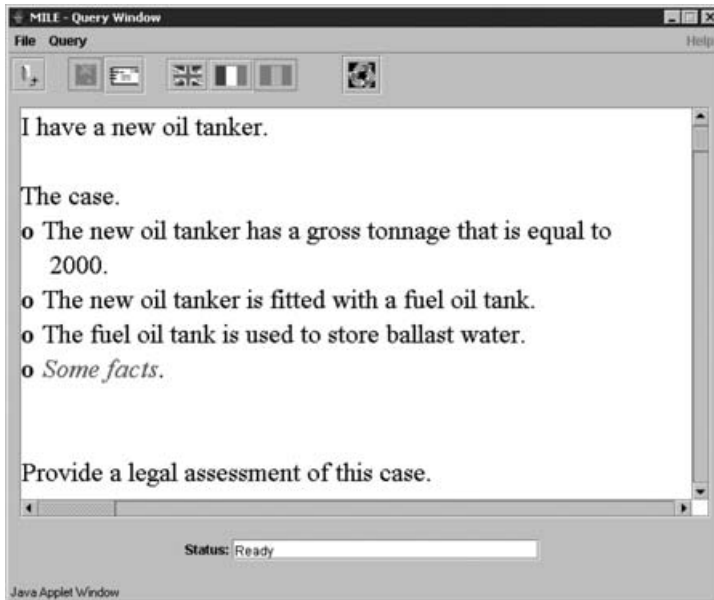 MILE - Query Window
File Query Help
I have a new oil tanker.
The case.
o The new oil tanker has a gross tonnage that is equal to
2000.
o The new oil tanker is fitted with a fuel oil tank.
o The fuel oil tank is used to store ballast water.
o Some facts.
Provide a legal assessment of this case.
Status: Ready
Java Applet Window